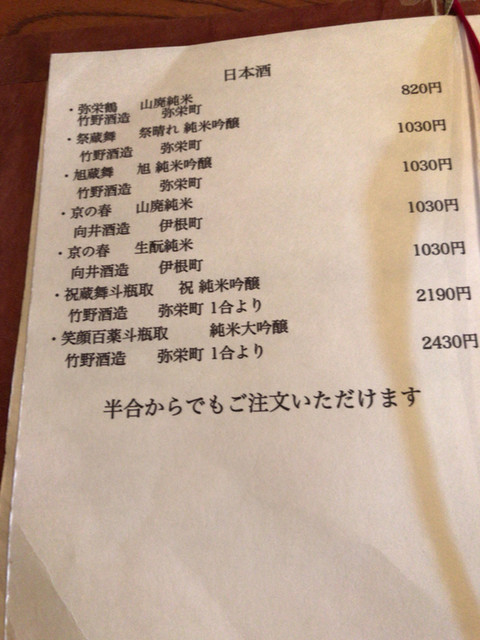 日本酒
・弥栄鶴 山廃純米 820円
竹野酒造 弥栄町
・祭蔵舞 祭晴れ 純米吟醸 1030円
竹野酒造 弥栄町
・旭蔵舞 旭 純米吟醸 1030円
竹野酒造 弥栄町
・京の春 山廃純米 1030円
向井酒造 伊根町
・京の春 生酛純米 1030円
向井酒造 伊根町
・祝蔵舞斗瓶取 祝 純米吟醸 2190円
竹野酒造 弥栄町 1合より
・笑顔百薬斗瓶取 純米大吟醸 2430円
竹野酒造 弥栄町 1合より
半合からでもご注文いただけます